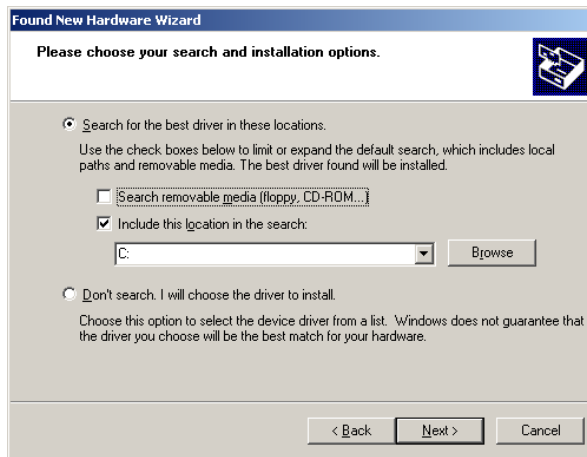 Found New Hardware Wizard
Please choose your search and installation options.
Search for the best driver in these locations.
Use the check boxes below to limit or expand the default search, which includes local
paths and removable media. The best driver found will be installed.
Search removable media (floppy, CD-ROM...)
Include this location in the search:
C:
Browse
Don't search. I will choose the driver to install.
Choose this option to select the device driver from a list. Windows does not guarantee that
the driver you choose will be the best match for your hardware.
< Back
Next >
Cancel